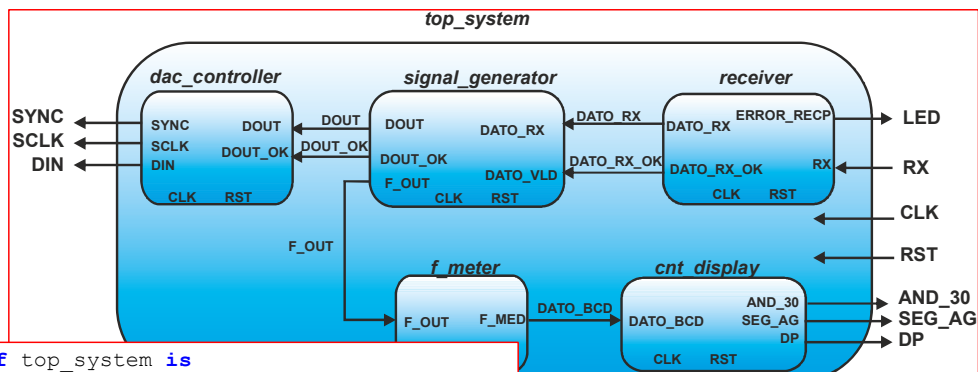 top_system
dac_controller
signal_generator
receiver
SYNC
SCLK
DIN
SYNC
SCLK
DIN
DOUT
DOUT_OK
CLK RST
DOUT
DOUT_OK
DOUT
DOUT_OK
F_OUT
DATO_RX
DATO_VLD
CLK RST
DATO_RX
DATO_RX_OK
DATO_RX
DATO_RX_OK
ERROR_RECP
RX
CLK RST
LED
RX
CLK
RST
F_OUT
f_meter
F_OUT F_MED
DATO_BCD
cnt_display
DATO_BCD
AND_30
SEG_AG
DP
CLK RST
AND_30
SEG_AG
DP
f top_system is